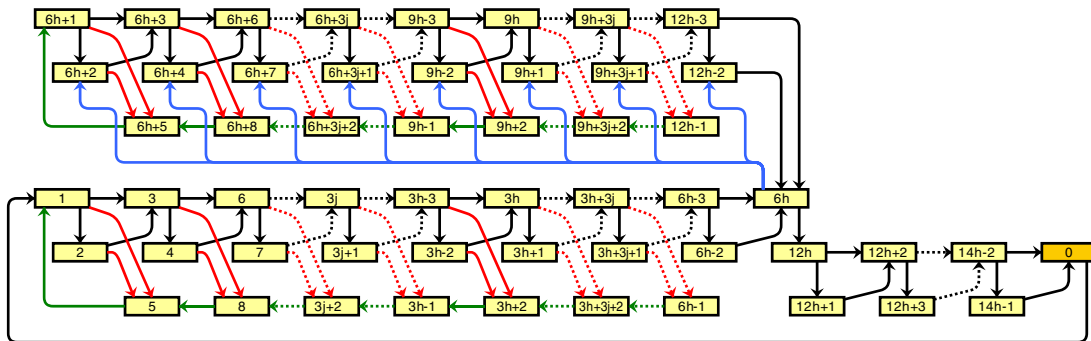 6h+1 6h+3 6h+6 6h+3j 9h-3 9h 9h+3j 12h-3
6h+2 6h+4 6h+7 6h+3j+1 9h-2 9h+1 9h+3j+1 12h-2
6h+5 6h+8 6h+3j+2 9h-1 9h+2 9h+3j+2 12h-1
1 3 6 3j 3h-3 3h 3h+3j 6h-3 6h
2 4 7 3j+1 3h-2 3h+1 3h+3j+1 6h-2 12h 12h+2 14h-2 0
5 8 3j+2 3h-1 3h+2 3h+3j+2 6h-1 12h+1 12h+3 14h-1